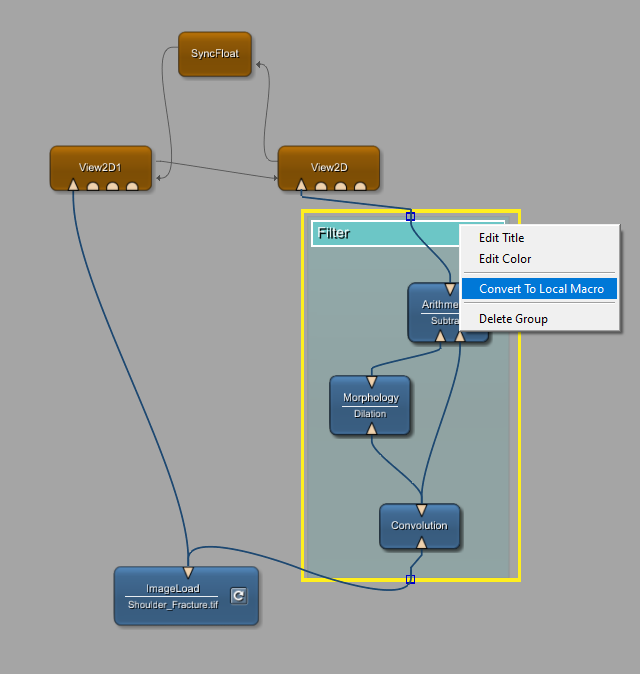 SyncFloat
View2D1
View2D
Filter
Edit Title
Edit Color
Convert To Local Macro
Delete Group
Arithme
Subtra
Morphology
Dilation
Convolution
ImageLoad
Shoulder_Fracture.tif